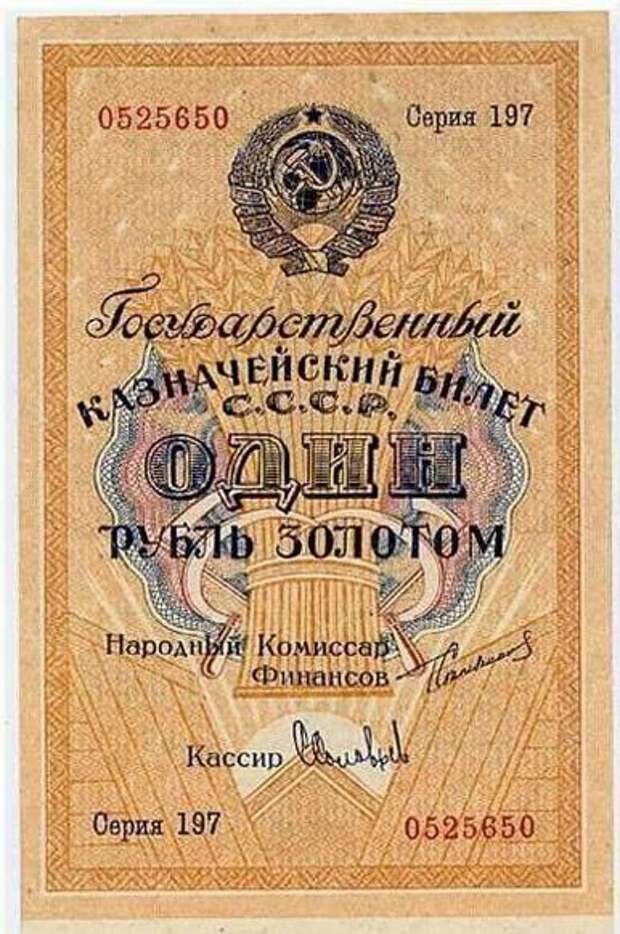 0525650 Серия 197
Государственный
КАЗНАЧЕЙСКИЙ БИЛЕТ
С.С.С.Р.
ОДИН
РУБЛЬ ЗОЛОТОМ
Народный Комиссар
Финансов
Кассир
Серия 197 0525650